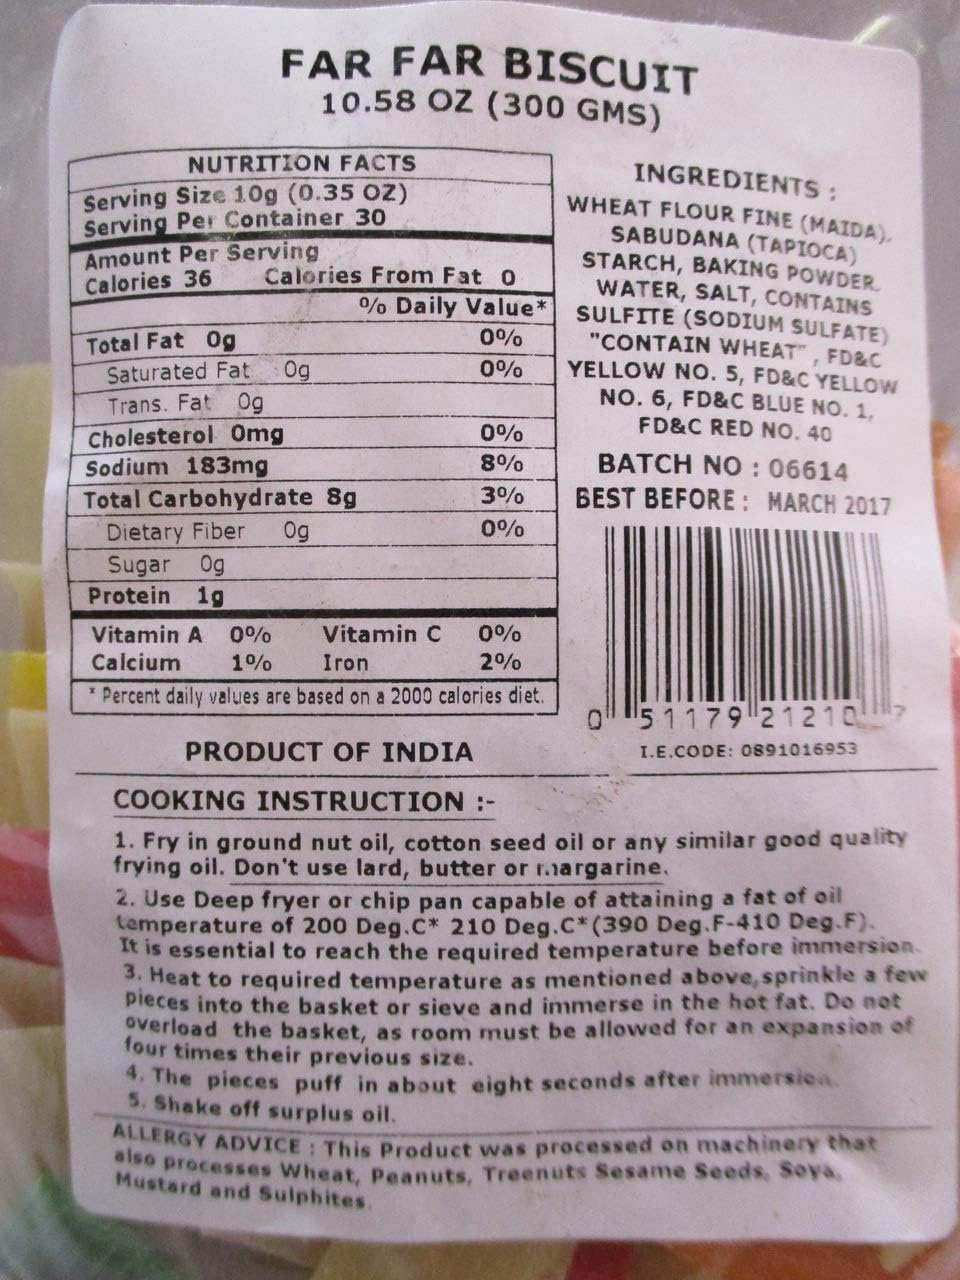 FAR FAR BISCUIT
10.58 OZ (300 GMS)
NUTRITION FACTS
Serving Size 10g (0.35 OZ)
Serving Per Container 30
Amount Per Serving
Calories 36 Calories From Fat 0
% Daily Value*
Total Fat 0g 0%
Saturated Fat 0g 0%
Trans. Fat 0g
Cholesterol 0mg 0%
Sodium 183mg 8%
Total Carbohydrate 8g 3%
Dietary Fiber 0g 0%
Sugar 0g
Protein 1g
Vitamin A 0% Vitamin C 0%
Calcium 1% Iron 2%
* Percent daily values are based on a 2000 calories diet.
PRODUCT OF INDIA
INGREDIENTS :
WHEAT FLOUR FINE (MAIDA),
SABUDANA (TAPIOCA)
STARCH, BAKING POWDER,
WATER, SALT, CONTAINS
SULFITE (SODIUM SULFATE)
"CONTAIN WHEAT", FD&C
YELLOW NO. 5, FD&C YELLOW
NO. 6, FD&C BLUE NO. 1,
FD&C RED NO. 40
BATCH NO : 06614
BEST BEFORE : MARCH 2017
0 51179 21210 7
I.E.CODE: 0891016953
COOKING INSTRUCTION :-
1. Fry in ground nut oil, cotton seed oil or any similar good quality
frying oil. Don't use lard, butter or margarine.
2. Use Deep fryer or chip pan capable of attaining a fat of oil
temperature of 200 Deg.C* 210 Deg.C*(390 Deg.F-410 Deg.F).
It is essential to reach the required temperature before immersion.
3. Heat to required temperature as mentioned above, sprinkle a few
pieces into the basket or sieve and immerse in the hot fat. Do not
overload the basket, as room must be allowed for an expansion of
four times their previous size.
4. The pieces puff in about eight seconds after immersion.
5. Shake off surplus oil.
ALLERGY ADVICE : This Product was processed on machinery that
also processes Wheat, Peanuts, Treenuts Sesame Seeds, Soya,
Mustard and Sulphites.